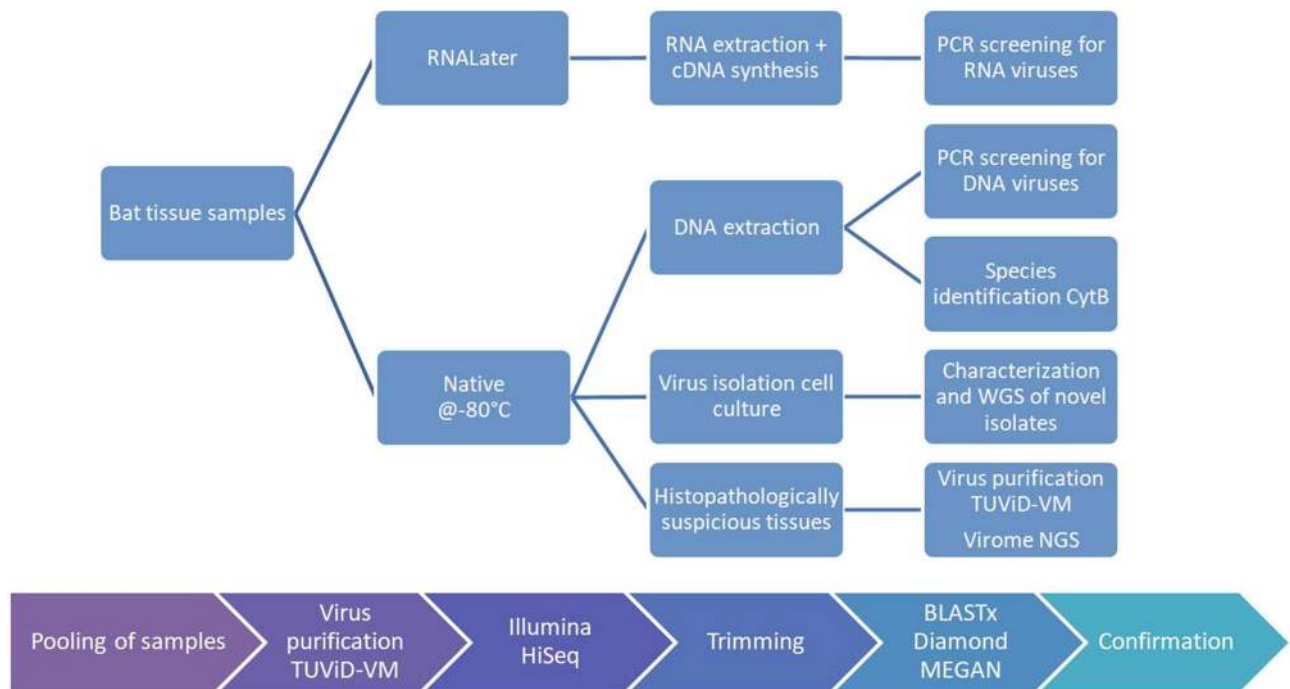 RNALater
RNA extraction +
cDNA synthesis
PCR screening for
RNA viruses
Bat tissue samples
PCR screening for
DNA viruses
DNA extraction
Species
identification CytB
Native
@-80°C
Virus isolation cell
culture
Characterization
and WGS of novel
isolates
Histopathologically
suspicious tissues
Virus purification
TUViD-VM
Virome NGS
Pooling of samples
Virus
purification
TUViD-VM
Illumina
HiSeq
Trimming
BLASTx
Diamond
MEGAN
Confirmation